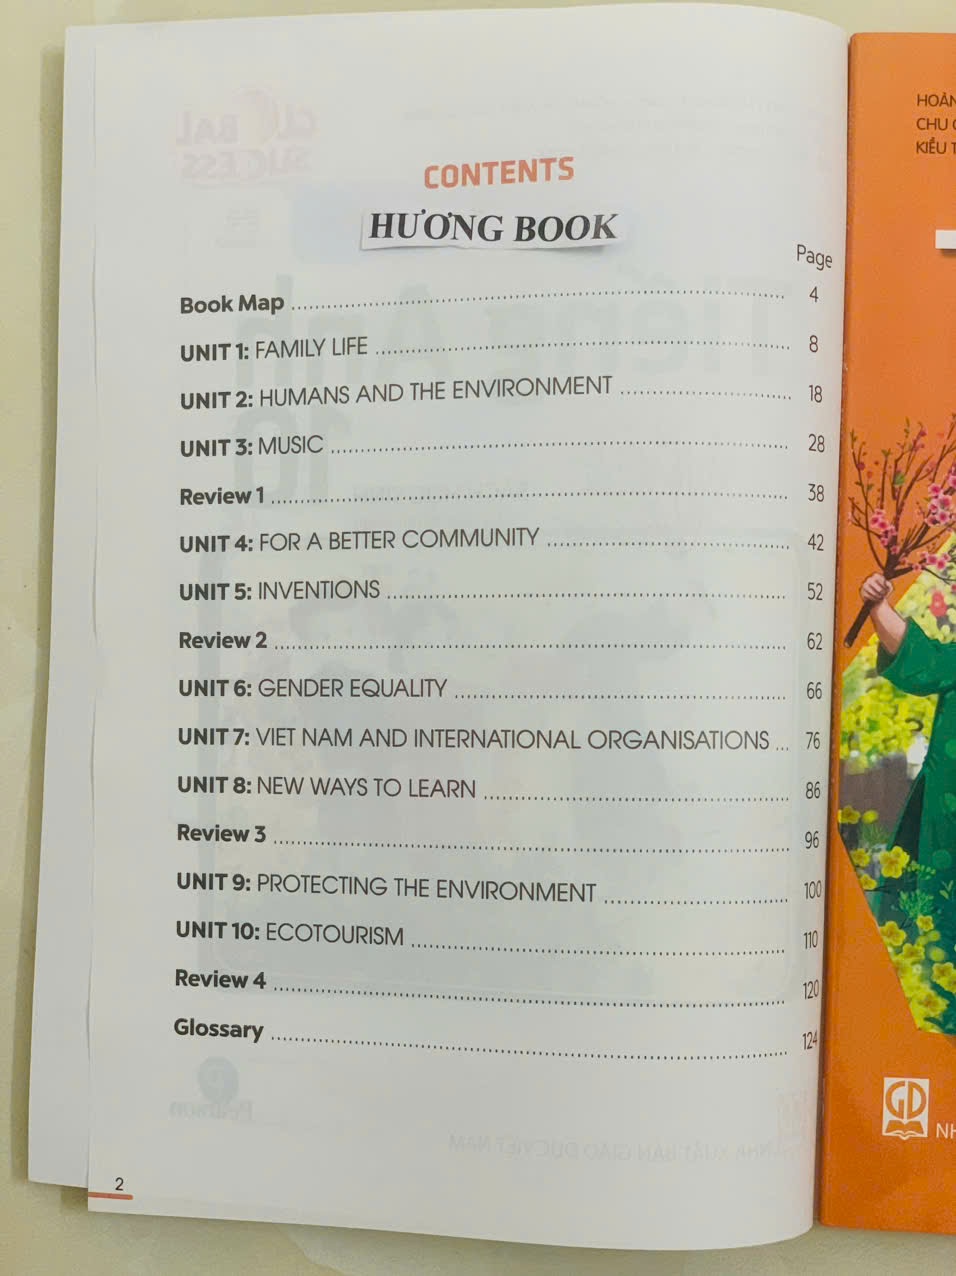 CONTENTS
HƯƠNG BOOK
Page
Book Map 4
UNIT 1: FAMILY LIFE 8
UNIT 2: HUMANS AND THE ENVIRONMENT 18
UNIT 3: MUSIC 28
Review 1 38
UNIT 4: FOR A BETTER COMMUNITY 42
UNIT 5: INVENTIONS 52
Review 2 62
UNIT 6: GENDER EQUALITY 66
UNIT 7: VIET NAM AND INTERNATIONAL ORGANISATIONS 76
UNIT 8: NEW WAYS TO LEARN 86
Review 3 96
UNIT 9: PROTECTING THE ENVIRONMENT 100
UNIT 10: ECOTOURISM 110
Review 4 120
Glossary 124
2
CHU
KIỀU
GD